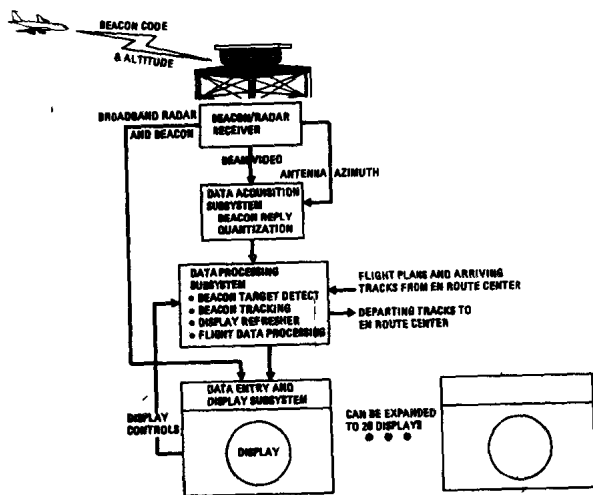 BEACON CODE
& ALTITUDE
BROADBAND RADAR
AND BEACON
BEACON/RADAR
RECEIVER
BEAM VIDEO
ANTENNA AZIMUTH
DATA ACQUISITION
SUBSYSTEM
BEACON REPLY
QUANTIZATION
DATA PROCESSING
SUBSYSTEM
● BEACON TARGET DETECT
● BEACON TRACKING
● DISPLAY REFRESHER
● FLIGHT DATA PROCESSING
FLIGHT PLANS AND ARRIVING
TRACKS FROM EN ROUTE CENTER
DEPARTING TRACKS TO
EN ROUTE CENTER
DATA ENTRY AND
DISPLAY SUBSYSTEM
DISPLAY
CONTROLS
DISPLAY
CAN BE EXPANDED
TO 20 DISPLAYS